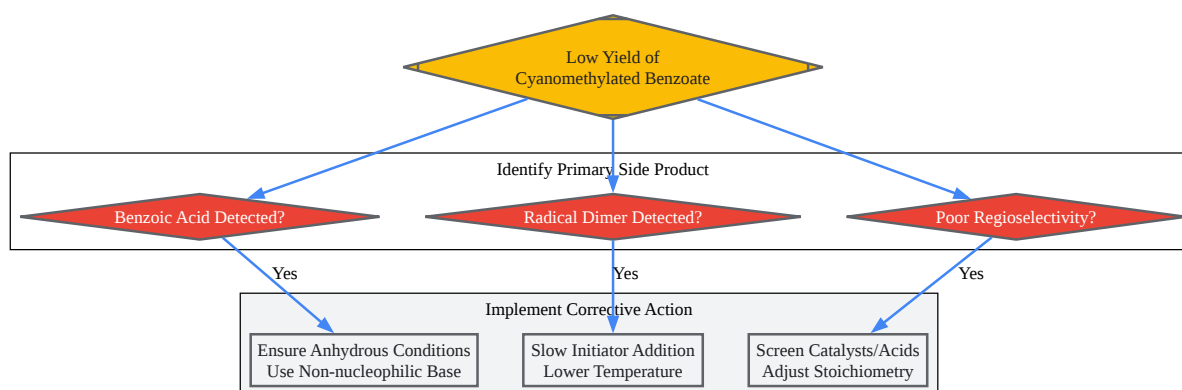 Low Yield of
Cyanomethylated Benzoate
Identify Primary Side Product
Benzoic Acid Detected?
Radical Dimer Detected?
Poor Regioselectivity?
Yes
Yes
Yes
Implement Corrective Action
Ensure Anhydrous Conditions
Use Non-nucleophilic Base
Slow Initiator Addition
Lower Temperature
Screen Catalysts/Acids
Adjust Stoichiometry